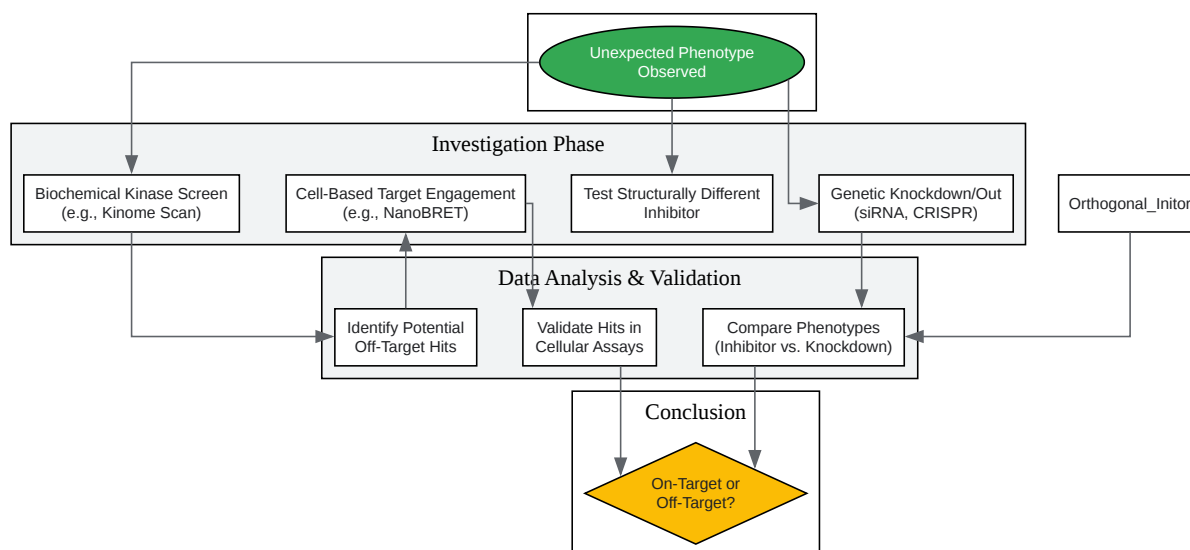 Unexpected Phenotype
Observed
Investigation Phase
Biochemical Kinase Screen
(e.g., Kinome Scan)
Cell-Based Target Engagement
(e.g., NanoBRET)
Test Structurally Different
Inhibitor
Genetic Knockdown/Out
(siRNA, CRISPR)
Orthogonal_Initor
Data Analysis & Validation
Identify Potential
Off-Target Hits
Validate Hits in
Cellular Assays
Compare Phenotypes
(Inhibitor vs. Knockdown)
Conclusion
On-Target or
Off-Target?